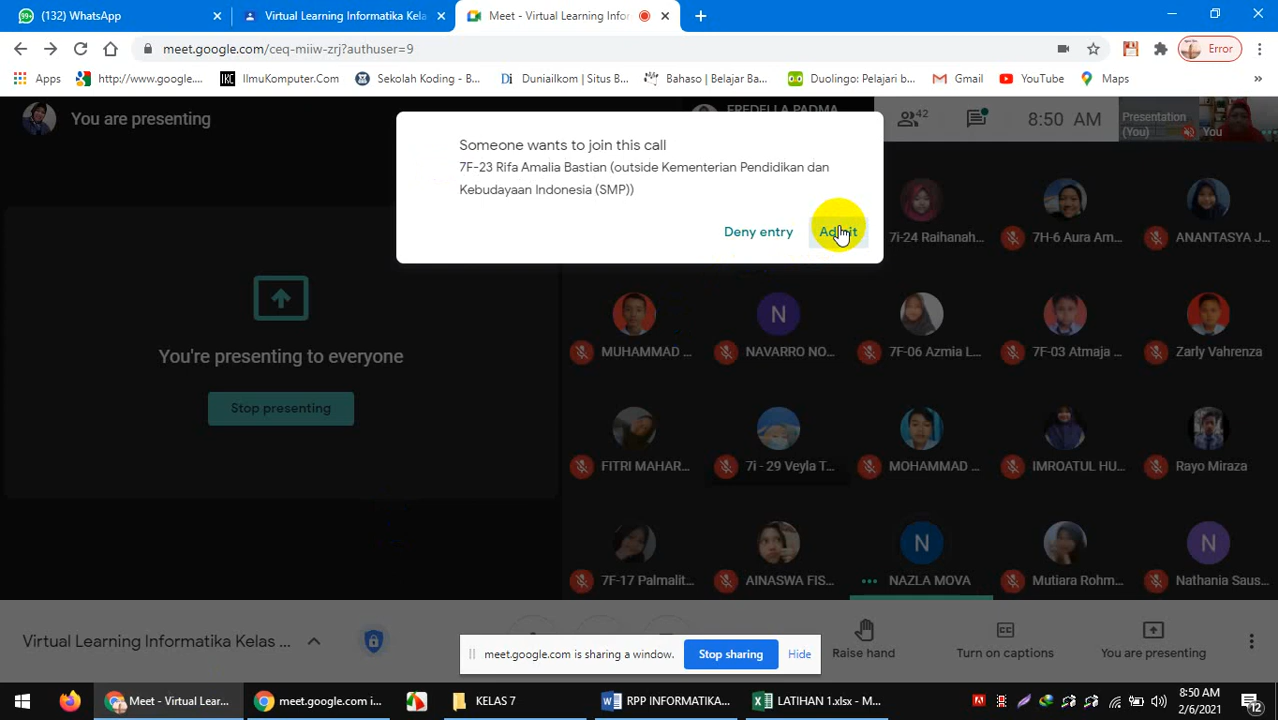 (132) WhatsApp
Virtual Learning Informatika Kela
Meet - Virtual Learning Infor
meet.google.com/ceq-miiw-zrj?authuser=9
Error
Apps
http://www.google....
IKC
IlmuKomputer.Com
Sekolah Koding - B...
Di
Duniailkom | Situs B...
Bahaso | Belajar Ba...
Duolingo: Pelajari b...
Gmail
YouTube
Maps
»
You are presenting
FREDELLA PADMA
42
8:50 AM
Presentation
(You)
You
Someone wants to join this call
7F-23 Rifa Amalia Bastian (outside Kementerian Pendidikan dan
Kebudayaan Indonesia (SMP))
Deny entry
Admit
7i-24 Raihanah...
7H-6 Aura Am...
ANANTASYA J...
You're presenting to everyone
Stop presenting
N
MUHAMMAD ...
NAVARRO NO...
7F-06 Azmia L...
7F-03 Atmaja ...
Zarly Vahrenza
FITRI MAHAR...
7i - 29 Veyla T...
MOHAMMAD ...
IMROATUL HU...
Rayo Miraza
N
N
7F-17 Palmalit...
AINASWA FIS...
NAZLA MOVA
Mutiara Rohm...
Nathania Saus...
Virtual Learning Informatika Kelas ...
meet.google.com is sharing a window.
Stop sharing
Hide
Raise hand
CC
Turn on captions
You are presenting
Meet - Virtual Lear...
meet.google.com i...
KELAS 7
RPP INFORMATIKA...
LATIHAN 1.xlsx - M...
8:50 AM
2/6/2021
12